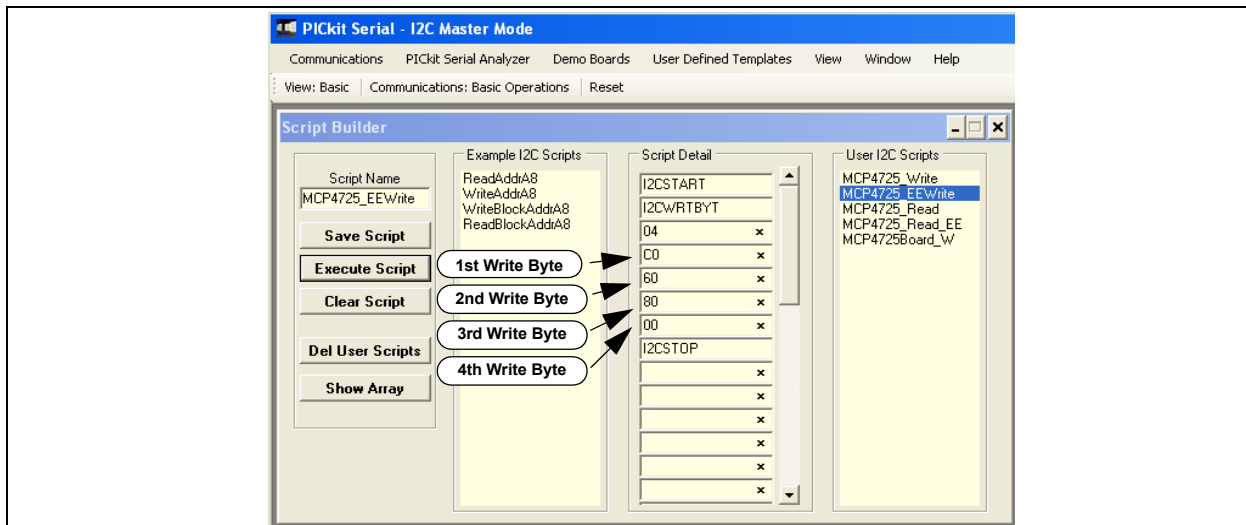 PICkit Serial - I2C Master Mode
Communications PICkit Serial Analyzer Demo Boards User Defined Templates View Window Help
View: Basic Communications: Basic Operations Reset
Script Builder
Script Name
MCP4725_EEWrite
Save Script
Execute Script
Clear Script
Del User Scripts
Show Array
Example I2C Scripts
ReadAddrA8
WriteAddrA8
WriteBlockAddrA8
ReadBlockAddrA8
1st Write Byte
2nd Write Byte
3rd Write Byte
4th Write Byte
Script Detail
I2CSTART
I2CWRTBYT
04 x
C0 x
60 x
80 x
00 x
I2CSTOP
x
x
x
x
x
x
User I2C Scripts
MCP4725_Write
MCP4725_EEWrite
MCP4725_Read
MCP4725_Read_EE
MCP4725Board_W